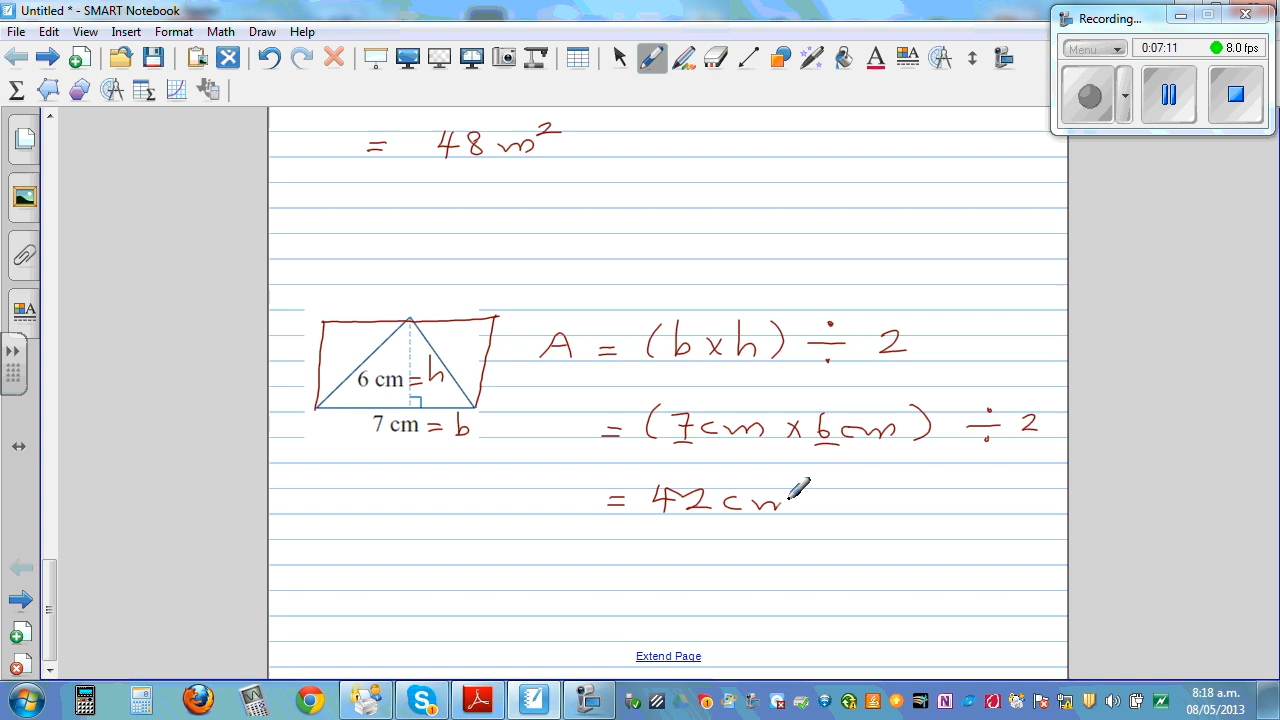 Untitled * - SMART Notebook
Recording...
File Edit View Insert Format Math Draw Help
Menu 0:07:11 8.0 fps
= 48 m²
6 cm = h
7 cm = b
A = (b × h) ÷ 2
= (7cm × 6cm) ÷ 2
= 42 cm
Extend Page
8:18 a.m.
08/05/2013